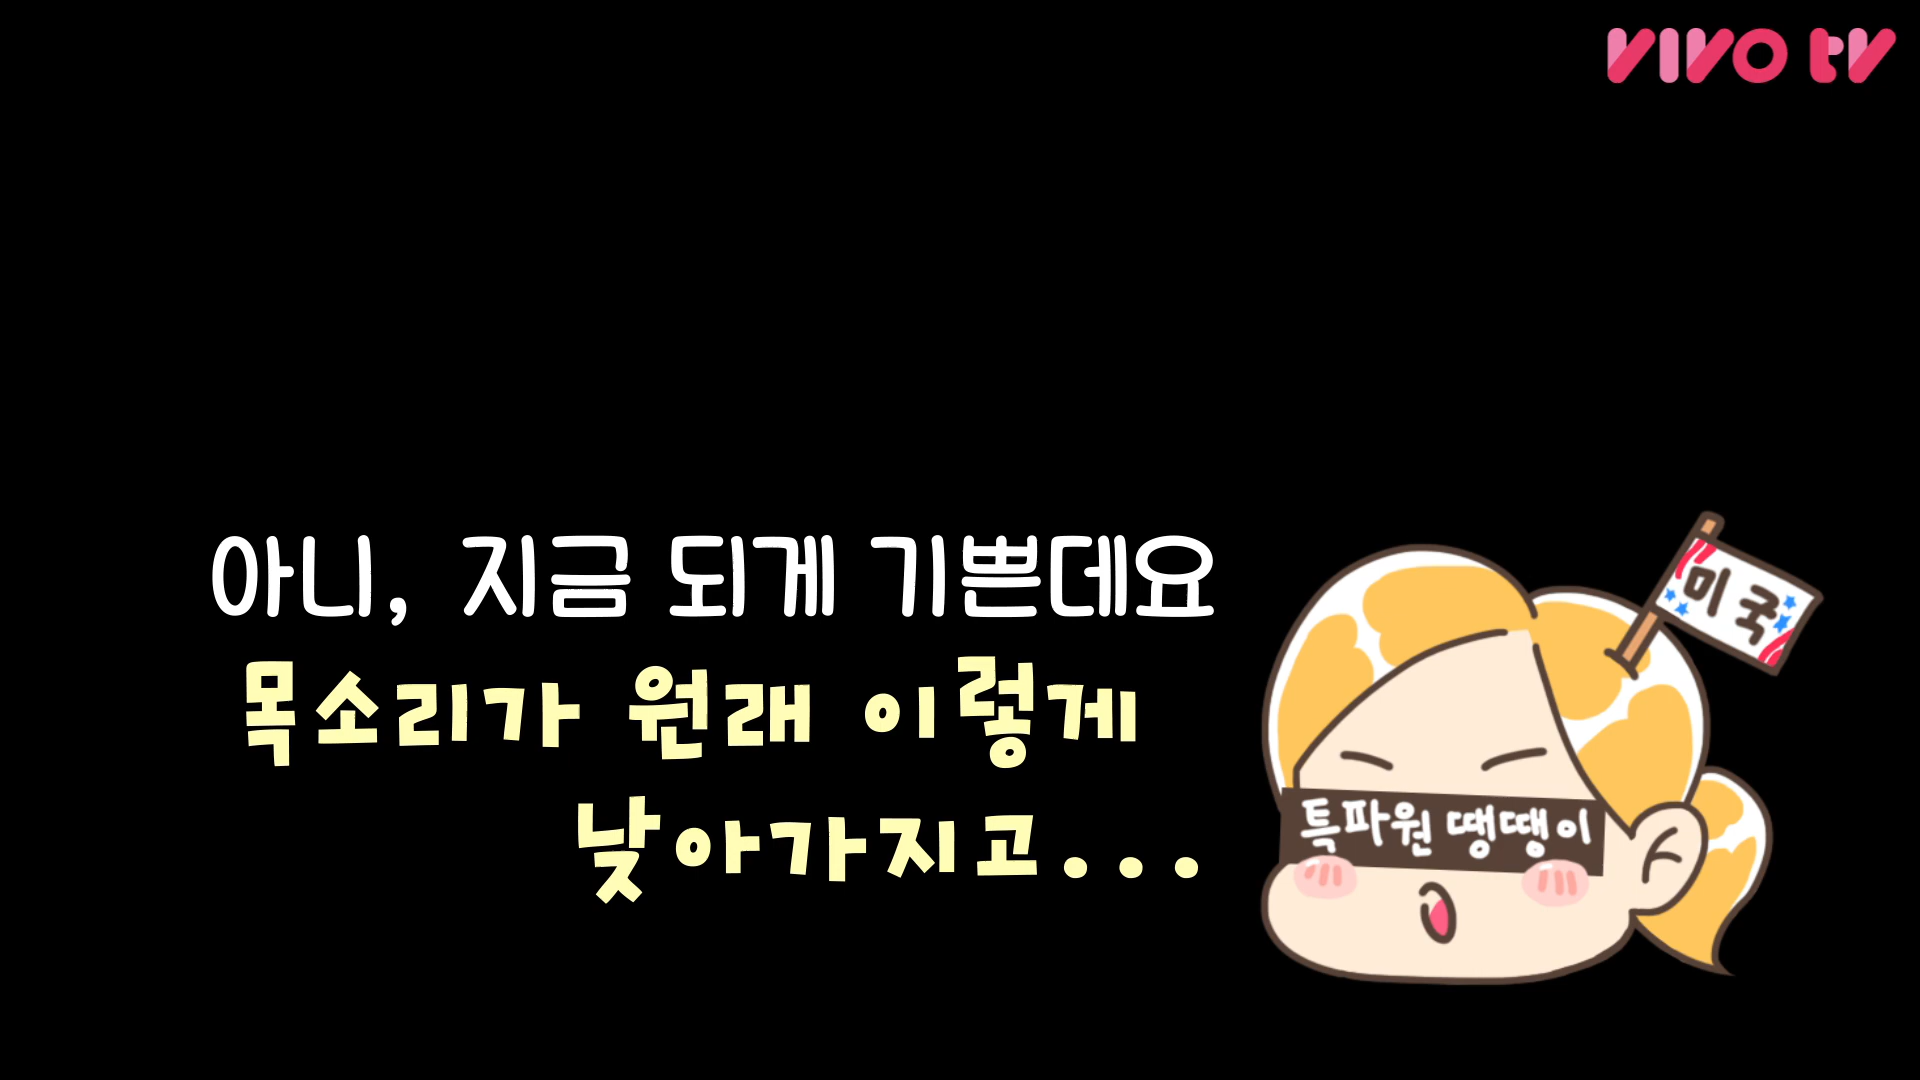 VIVO tv
아니, 지금 되게 기쁜데요
목소리가 원래 이렇게
낮아가지고...
미국
특파원 땡땡이